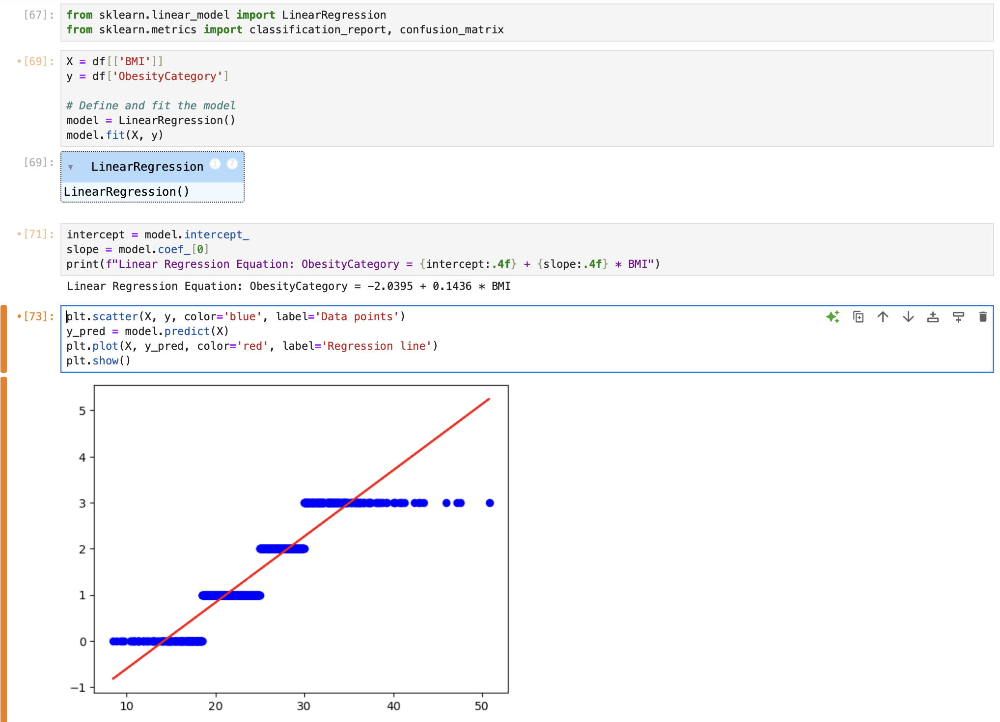 [67]:
from sklearn.linear_model import LinearRegression
from sklearn.metrics import classification_report, confusion_matrix
•[69]:
X = df[['BMI']]
y = df['ObesityCategory']
# Define and fit the model
model = LinearRegression()
model.fit(X, y)
[69]:
▾ LinearRegression i ?
LinearRegression()
•[71]:
intercept = model.intercept_
slope = model.coef_[0]
print(f"Linear Regression Equation: ObesityCategory = {intercept:.4f} + {slope:.4f} * BMI")
Linear Regression Equation: ObesityCategory = -2.0395 + 0.1436 * BMI
•[73]:
plt.scatter(X, y, color='blue', label='Data points')
y_pred = model.predict(X)
plt.plot(X, y_pred, color='red', label='Regression line')
plt.show()
5
4
3
2
1
0
−1
10 20 30 40 50